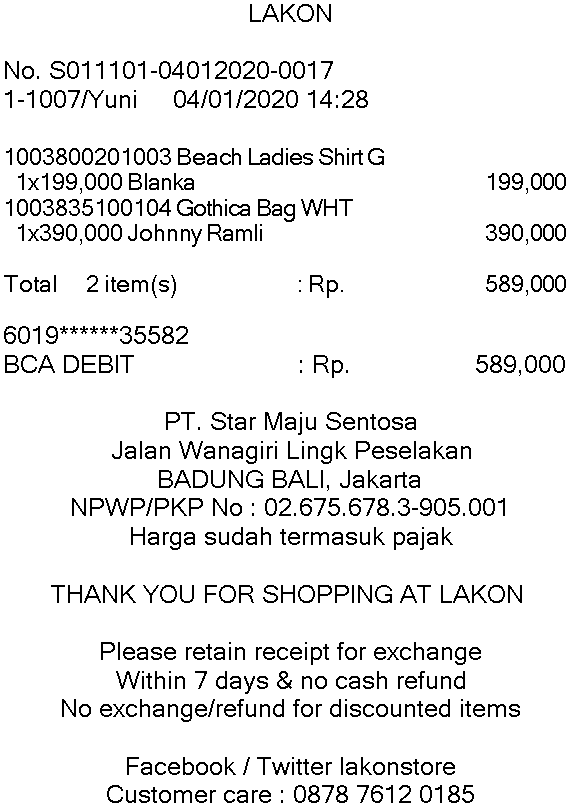 LAKON
No. S011101-04012020-0017
1-1007/Yuni 04/01/2020 14:28
1003800201003 Beach Ladies Shirt G
1x199,000 Blanka 199,000
1003835100104 Gothica Bag WHT
1x390,000 Johnny Ramli 390,000
Total 2 item(s) : Rp. 589,000
6019******35582
BCA DEBIT : Rp. 589,000
PT. Star Maju Sentosa
Jalan Wanagiri Lingk Peselakan
BADUNG BALI, Jakarta
NPWP/PKP No : 02.675.678.3-905.001
Harga sudah termasuk pajak
THANK YOU FOR SHOPPING AT LAKON
Please retain receipt for exchange
Within 7 days & no cash refund
No exchange/refund for discounted items
Facebook / Twitter lakonstore
Customer care : 0878 7612 0185